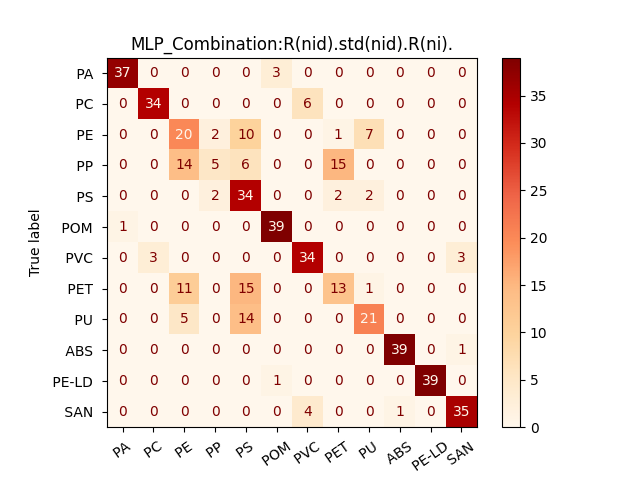 MLP_Combination:R(nid).std(nid).R(ni).
True label
PA 37 0 0 0 0 3 0 0 0 0 0 0
PC 0 34 0 0 0 0 6 0 0 0 0 0
PE 0 0 20 2 10 0 0 1 7 0 0 0
PP 0 0 14 5 6 0 0 15 0 0 0 0
PS 0 0 0 2 34 0 0 2 2 0 0 0
POM 1 0 0 0 0 39 0 0 0 0 0 0
PVC 0 3 0 0 0 0 34 0 0 0 0 3
PET 0 0 11 0 15 0 0 13 1 0 0 0
PU 0 0 5 0 14 0 0 0 21 0 0 0
ABS 0 0 0 0 0 0 0 0 0 39 0 1
PE-LD 0 0 0 0 0 1 0 0 0 0 39 0
SAN 0 0 0 0 0 0 4 0 0 1 0 35
PA PC PE PP PS POM PVC PET PU ABS PE-LD SAN
35
30
25
20
15
10
5
0